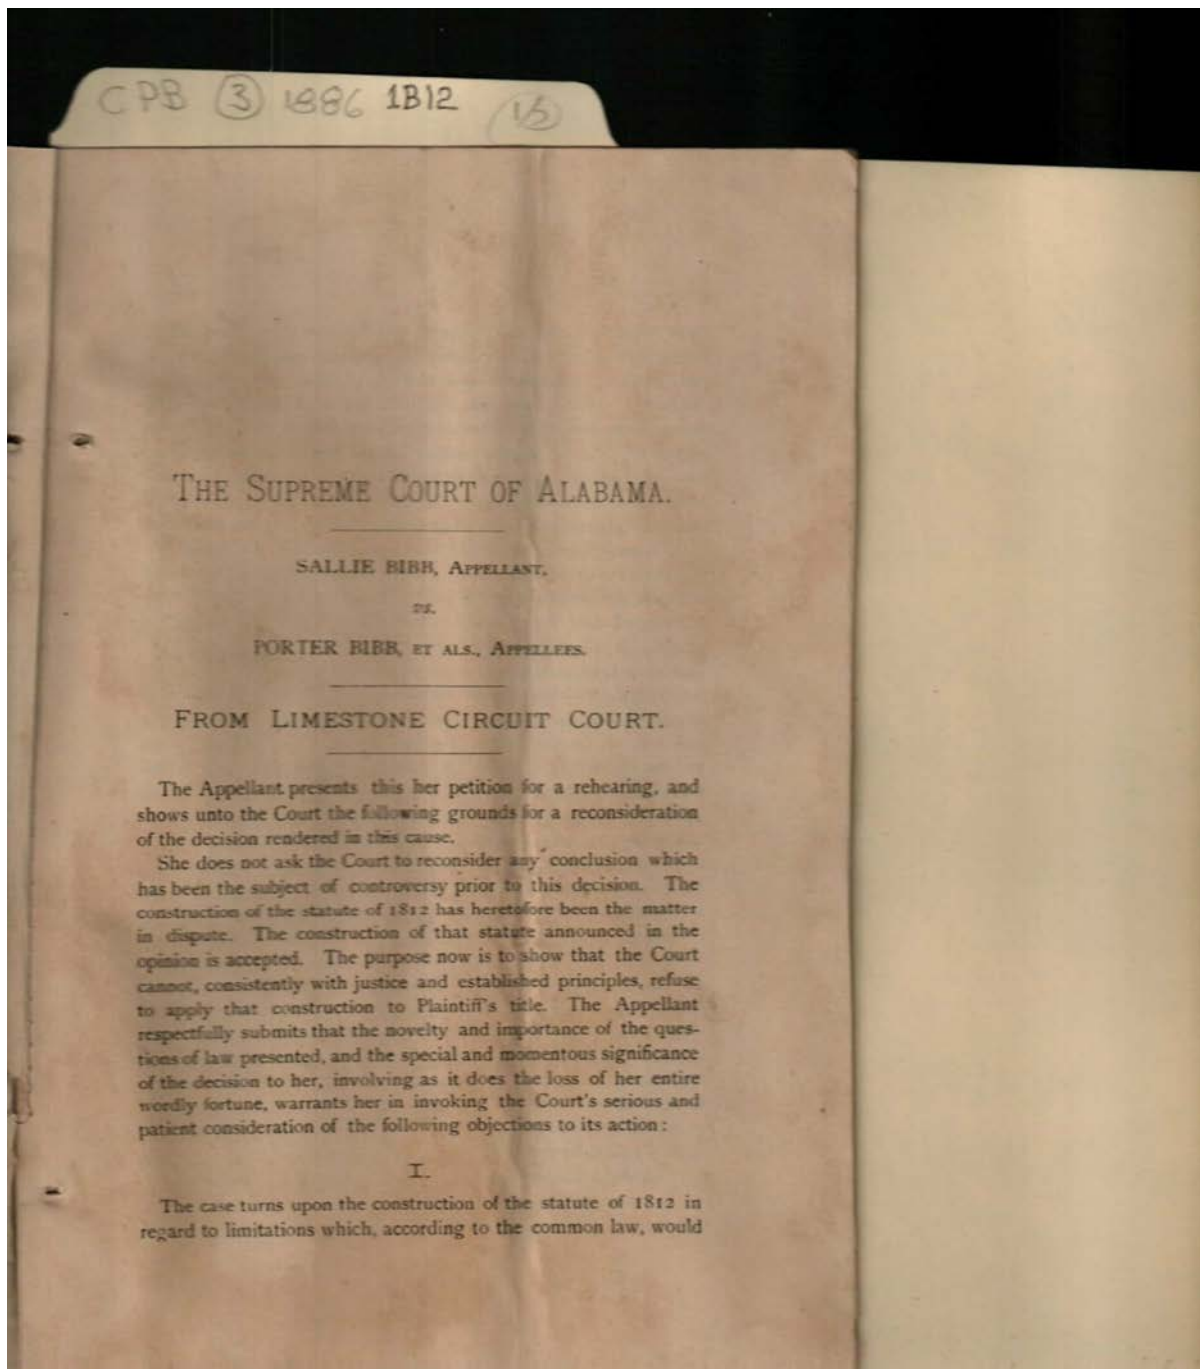 CPB 3 1886 1B12 1/5
THE SUPREME COURT OF ALABAMA.
SALLIE BIBB, APPELLANT,
vs.
PORTER BIBB, ET ALS., APPELLEES.
FROM LIMESTONE CIRCUIT COURT.
The Appellant presents this her petition for a rehearing, and
shows unto the Court the following grounds for a reconsideration
of the decision rendered in this cause.
She does not ask the Court to reconsider any conclusion which
has been the subject of controversy prior to this decision. The
construction of the statute of 1812 has heretofore been the matter
in dispute. The construction of that statute announced in the
opinion is accepted. The purpose now is to show that the Court
cannot, consistently with justice and established principles, refuse
to apply that construction to Plaintiff's title. The Appellant
respectfully submits that the novelty and importance of the ques-
tions of law presented, and the special and momentous significance
of the decision to her, involving as it does the loss of her entire
wordly fortune, warrants her in invoking the Court's serious and
patient consideration of the following objections to its action:
I.
The case turns upon the construction of the statute of 1812 in
regard to limitations which, according to the common law, would